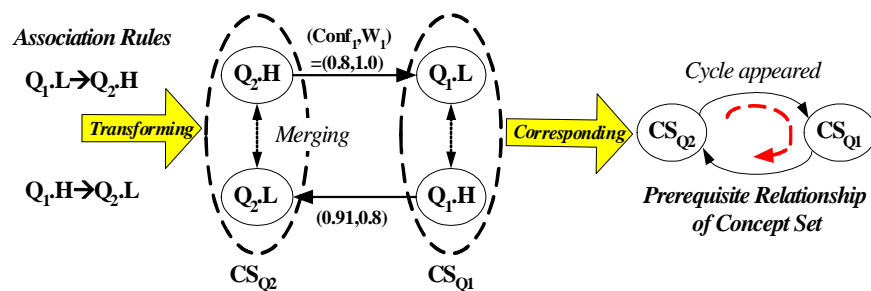 Association Rules
Q1.L→Q2.H
Q1.H→Q2.L
Transforming
(Conf1,W1)
=(0.8,1.0)
Q2.H
Q1.L
Merging
Q2.L
Q1.H
(0.91,0.8)
CSQ2
CSQ1
Corresponding
Cycle appeared
CSQ2
CSQ1
Prerequisite Relationship
of Concept Set